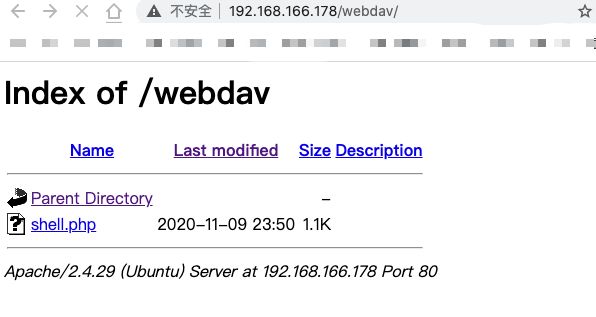 不安全 | 192.168.166.178/webdav/
Index of /webdav
Name Last modified Size Description
Parent Directory –
shell.php 2020–11–09 23:50 1.1K
Apache/2.4.29 (Ubuntu) Server at 192.168.166.178 Port 80